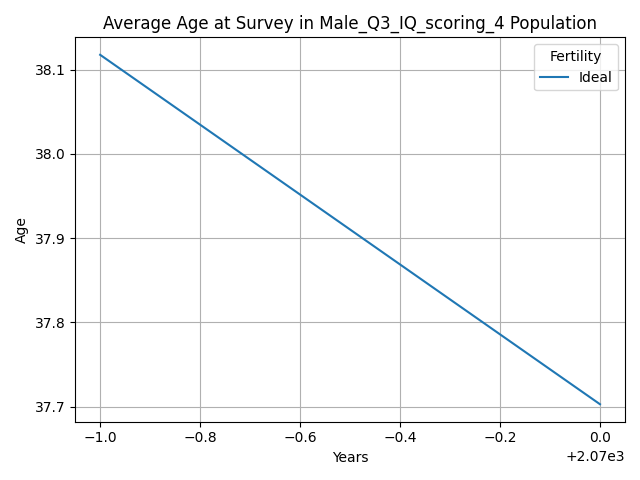 Average Age at Survey in Male_Q3_IQ_scoring_4 Population
Fertility
Ideal
38.1
38.0
37.9
37.8
37.7
Age
−1.0
−0.8
−0.6
−0.4
−0.2
0.0
+2.07e3
Years